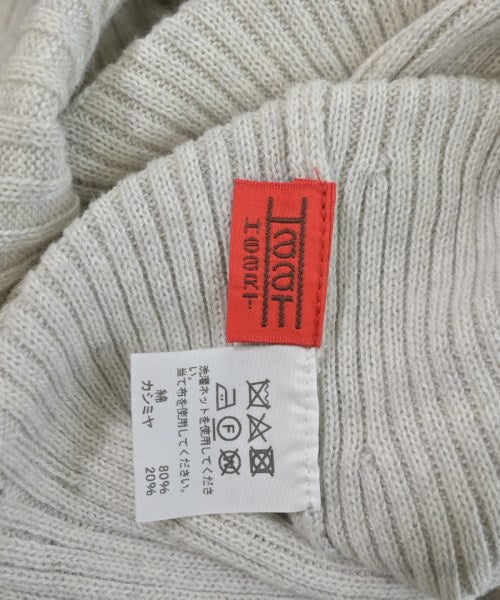 F
洗濯ネットを使用してくださ
い。
当て布を使用してください。
綿 80%
カシミヤ 20%